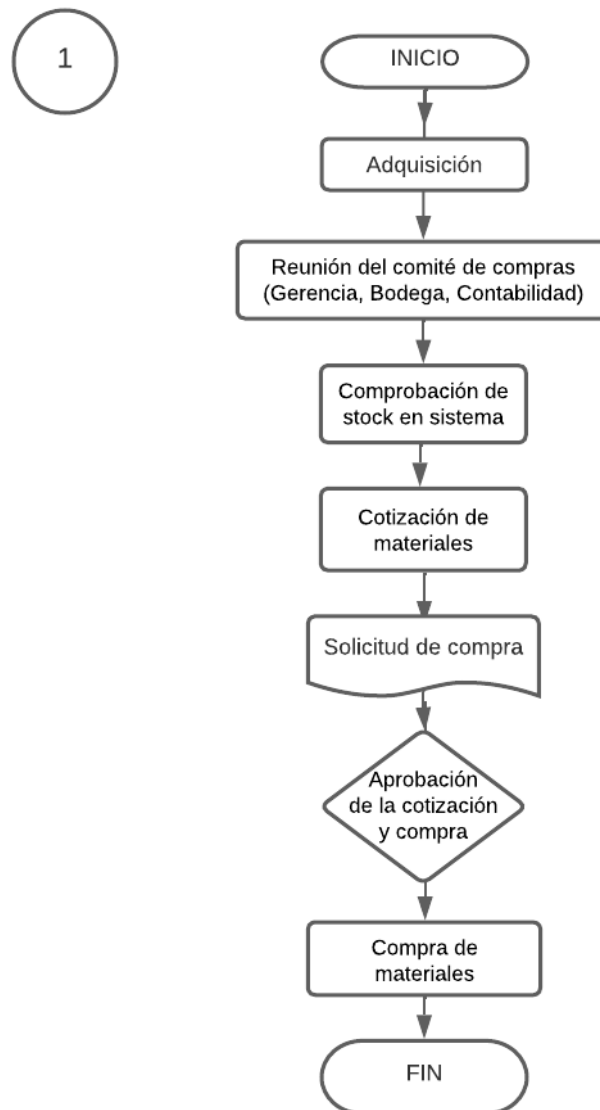 1
INICIO
Adquisición
Reunión del comité de compras
(Gerencia, Bodega, Contabilidad)
Comprobación de
stock en sistema
Cotización de
materiales
Solicitud de compra
Aprobación
de la cotización
y compra
Compra de
materiales
FIN